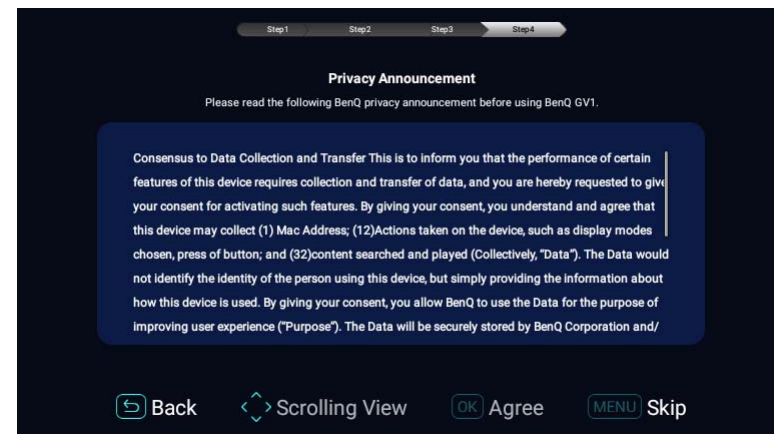 Step1 Step2 Step3 Step4
Privacy Announcement
Please read the following BenQ privacy announcement before using BenQ GV1.
Consensus to Data Collection and Transfer This is to inform you that the performance of certain
features of this device requires collection and transfer of data, and you are hereby requested to give
your consent for activating such features. By giving your consent, you understand and agree that
this device may collect (1) Mac Address; (12)Actions taken on the device, such as display modes
chosen, press of button; and (32)content searched and played (Collectively, “Data”). The Data would
not identify the identity of the person using this device, but simply providing the information about
how this device is used. By giving your consent, you allow BenQ to use the Data for the purpose of
improving user experience (“Purpose”). The Data will be securely stored by BenQ Corporation and/
Back Scrolling View OK Agree MENU Skip